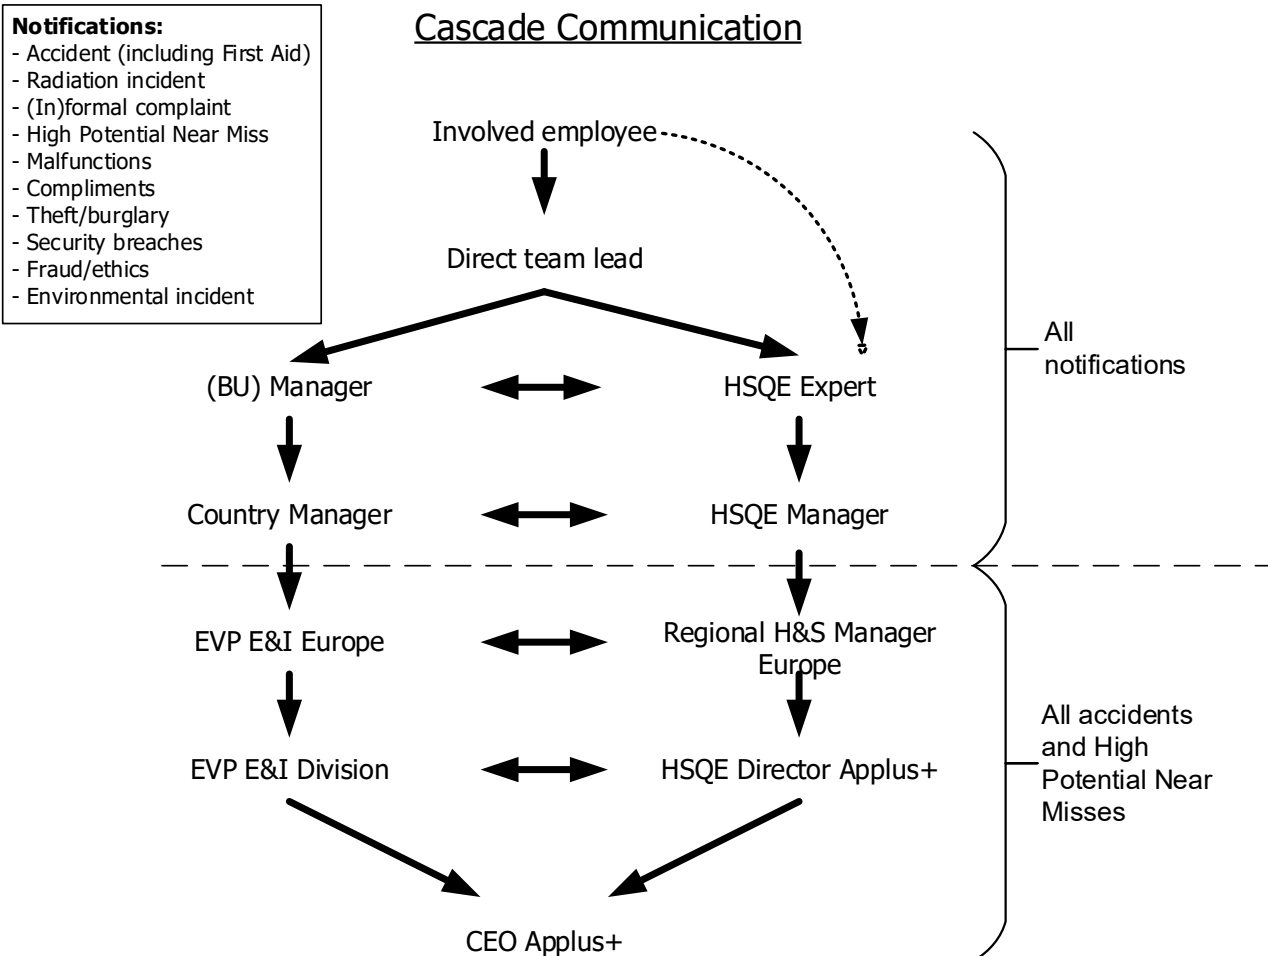 Notifications:
- Accident (including First Aid)
- Radiation incident
- (In)formal complaint
- High Potential Near Miss
- Malfunctions
- Compliments
- Theft/burglary
- Security breaches
- Fraud/ethics
- Environmental incident
Cascade Communication
Involved employee
Direct team lead
(BU) Manager
HSQE Expert
All
notifications
Country Manager
HSQE Manager
EVP E&I Europe
Regional H&S Manager
Europe
EVP E&I Division
HSQE Director Applus+
All accidents
and High
Potential Near
Misses
CEO Applus+